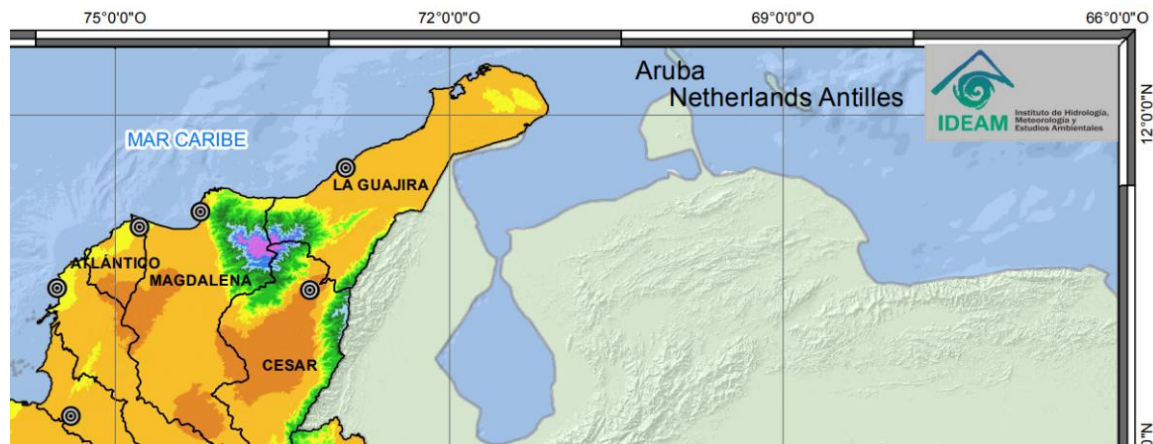 75°0'0"O
72°0'0"O
69°0'0"O
66°0'0"O
Aruba
Netherlands Antilles
IDEAM
Instituto de Hidrología,
Meteorología y
Estudios Ambientales
12°0'0"N
MAR CARIBE
LA GUAJIRA
ATLÁNTICO
MAGDALENA
CESAR
0"N